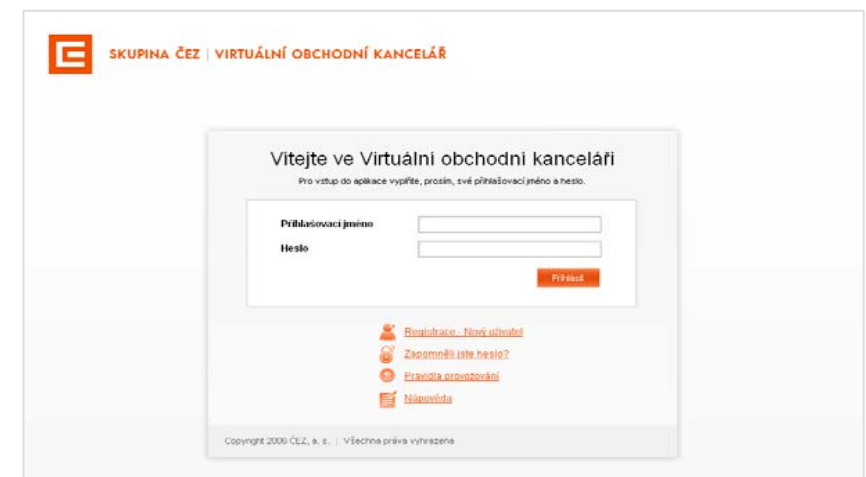 SKUPINA ČEZ | VIRTUÁLNÍ OBCHODNÍ KANCELÁŘ
Vítejte ve Virtuální obchodní kanceláři
Pro vstup do aplikace vyplňte, prosím, své přihlašovací jméno a heslo.
Přihlašovací jméno
Heslo
Přihlásit
Registrace - Nový uživatel
Zapomněli jste heslo?
Pravidla provozování
Nápověda
Copyright 2006 ČEZ, a. s. | Všechna práva vyhrazena